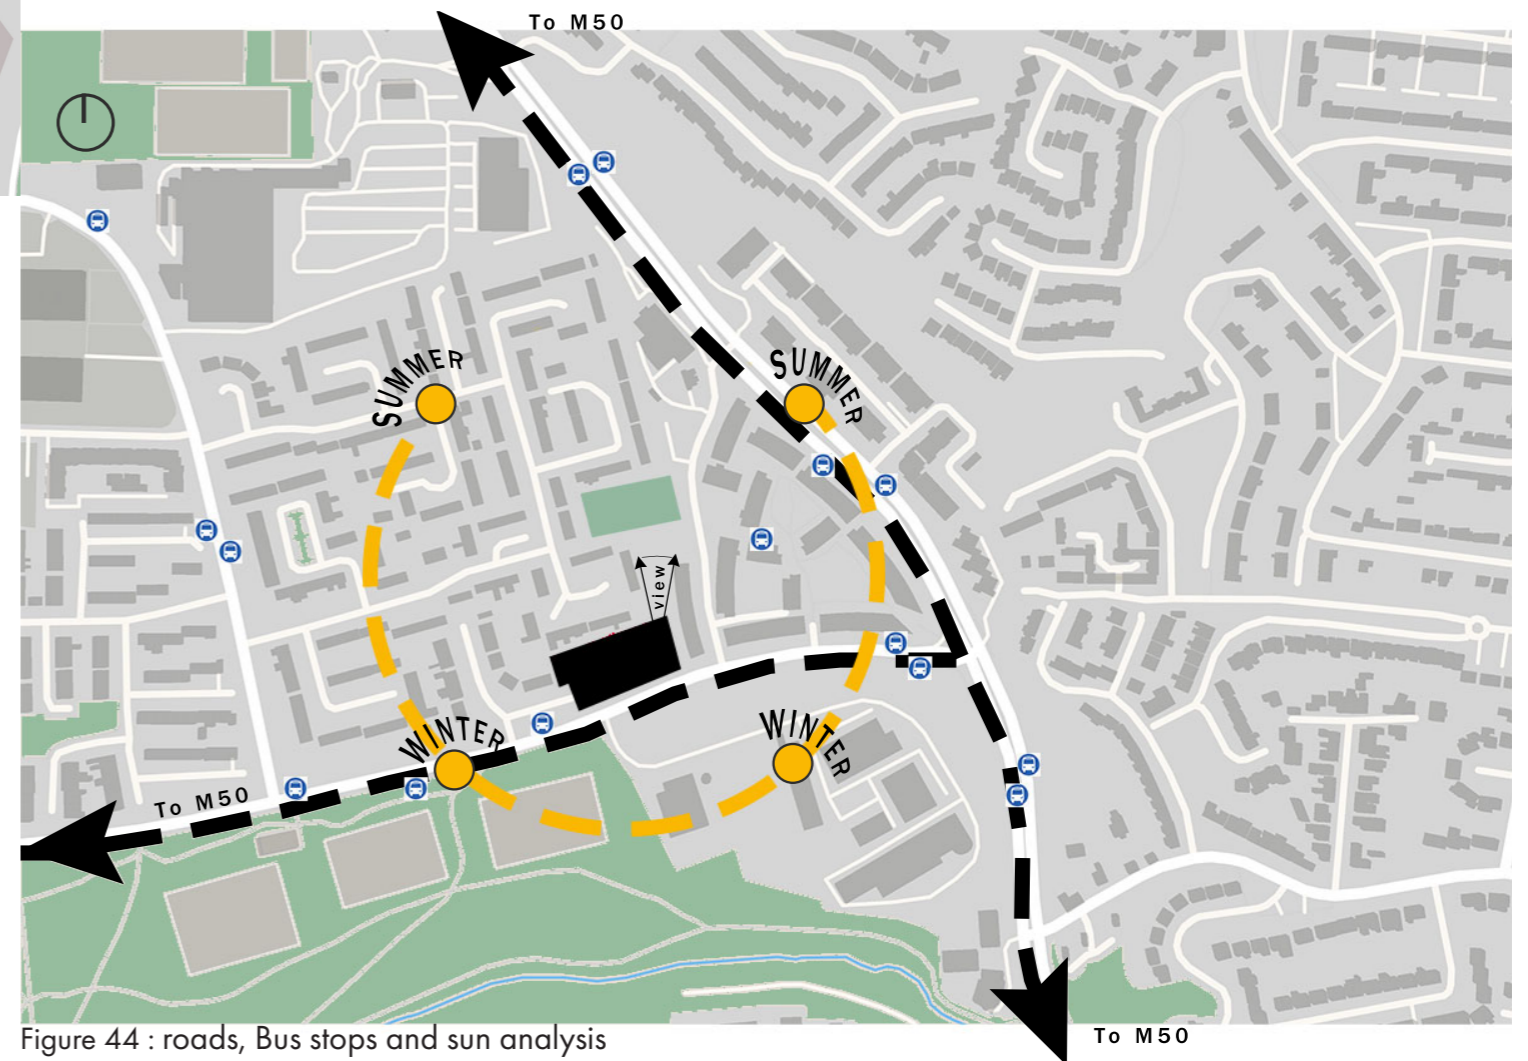 To M50
SUMMER
SUMMER
view
WINTER
WINTER
To M50
To M50
Figure 44 : roads, Bus stops and sun analysis